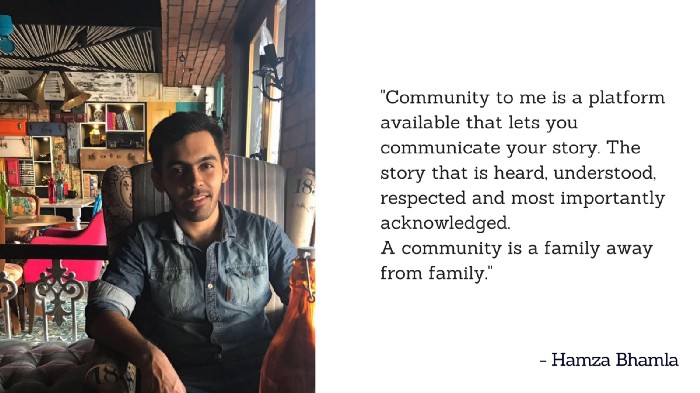 "Community to me is a platform
available that lets you
communicate your story. The
story that is heard, understood,
respected and most importantly
acknowledged.
A community is a family away
from family."
- Hamza Bhamla